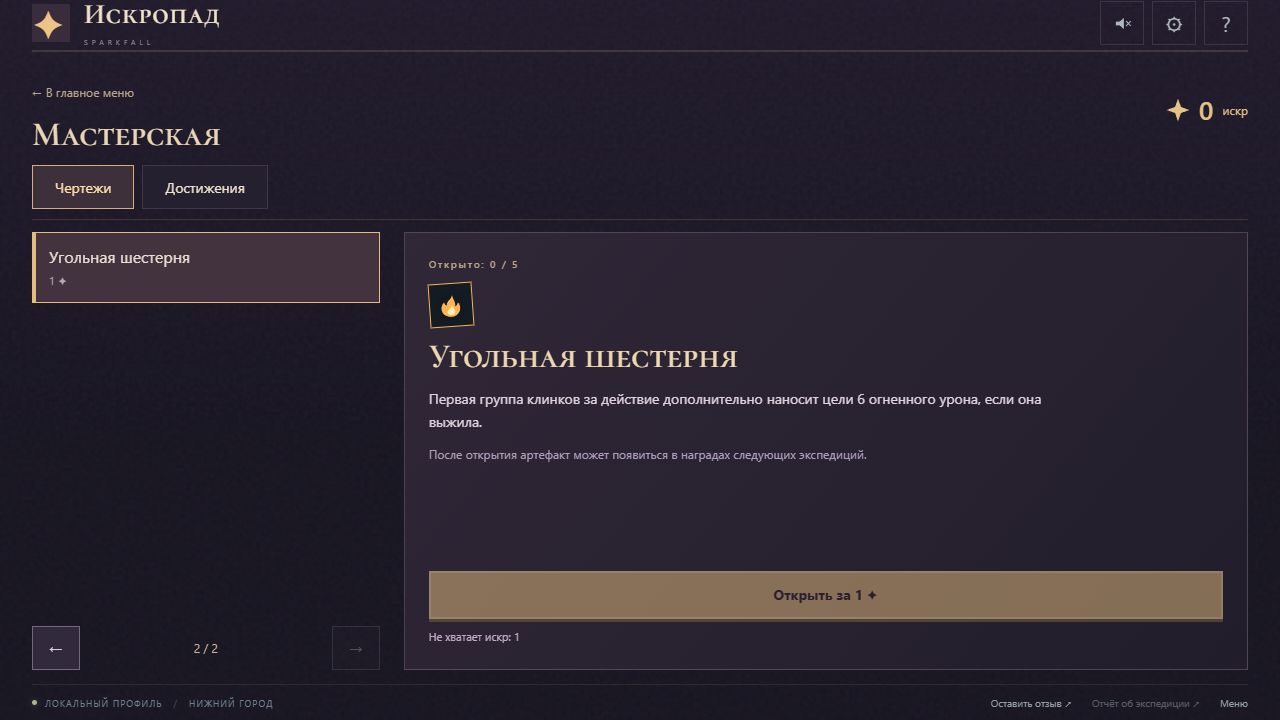 Искропад
SPARKFALL
?
← В главное меню
Мастерская
✦ 0 искр
Чертежи
Достижения
Угольная шестерня
1 ✦
Открыто: 0 / 5
Угольная шестерня
Первая группа клинков за действие дополнительно наносит цели 6 огненного урона, если она
выжила.
После открытия артефакт может появиться в наградах следующих экспедиций.
Открыть за 1 ✦
Не хватает искр: 1
← 2 / 2 →
ЛОКАЛЬНЫЙ ПРОФИЛЬ / НИЖНИЙ ГОРОД
Оставить отзыв ↗ Отчёт об экспедиции ↗ Меню